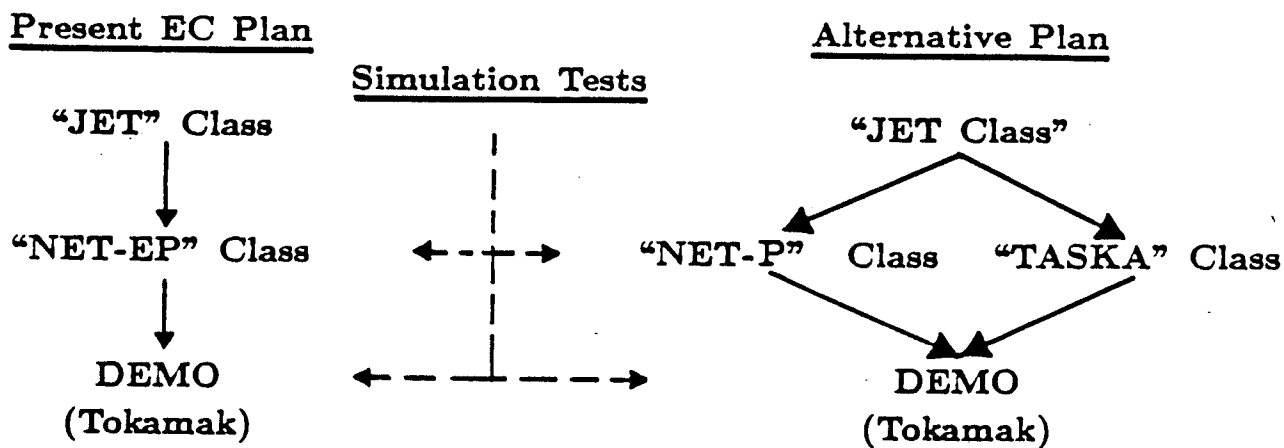 Present EC Plan
“JET” Class
“NET-EP” Class
DEMO
(Tokamak)
Simulation Tests
Alternative Plan
“JET Class”
“NET-P” Class “TASKA” Class
DEMO
(Tokamak)